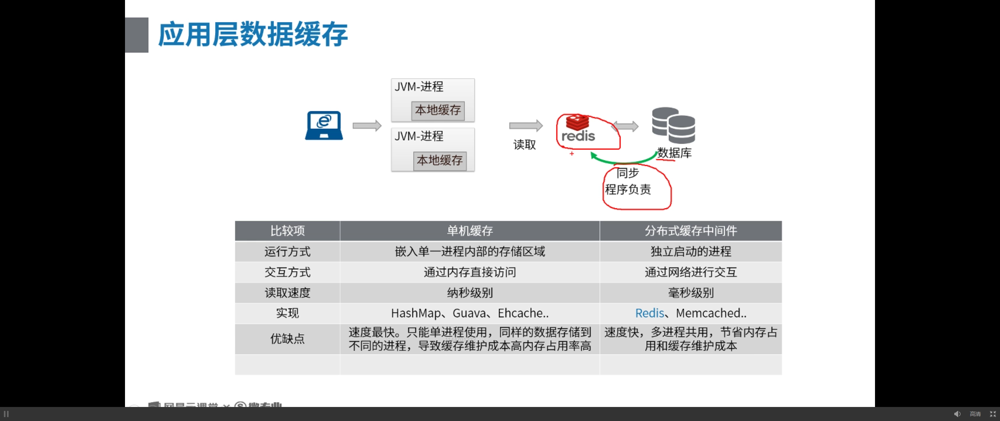 应用层数据缓存
JVM-进程
本地缓存
JVM-进程
本地缓存
读取
redis
数据库
同步
程序负责
比较项 单机缓存 分布式缓存中间件
运行方式 嵌入单一进程内部的存储区域 独立启动的进程
交互方式 通过内存直接访问 通过网络进行交互
读取速度 纳秒级别 毫秒级别
实现 HashMap、Guava、Ehcache.. Redis、Memcached..
优缺点 速度最快。只能单进程使用，同样的数据存储到 速度快，多进程共用，节省内存占
不同的进程，导致缓存维护成本高内存占用率高 用和缓存维护成本
高清